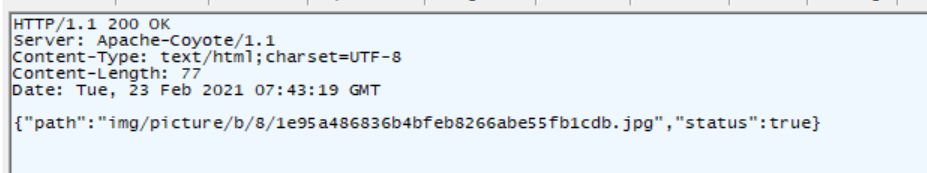 HTTP/1.1 200 OK
Server: Apache-Coyote/1.1
Content-Type: text/html;charset=UTF-8
Content-Length: 77
Date: Tue, 23 Feb 2021 07:43:19 GMT
{"path":"img/picture/b/8/1e95a486836b4bfeb8266abe55fb1cdb.jpg","status":true}